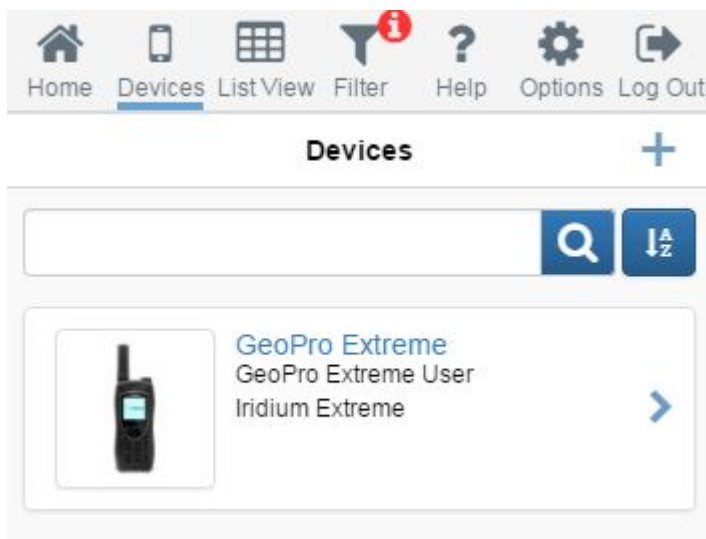 Home Devices List View Filter Help Options Log Out
Devices
GeoPro Extreme
GeoPro Extreme User
Iridium Extreme